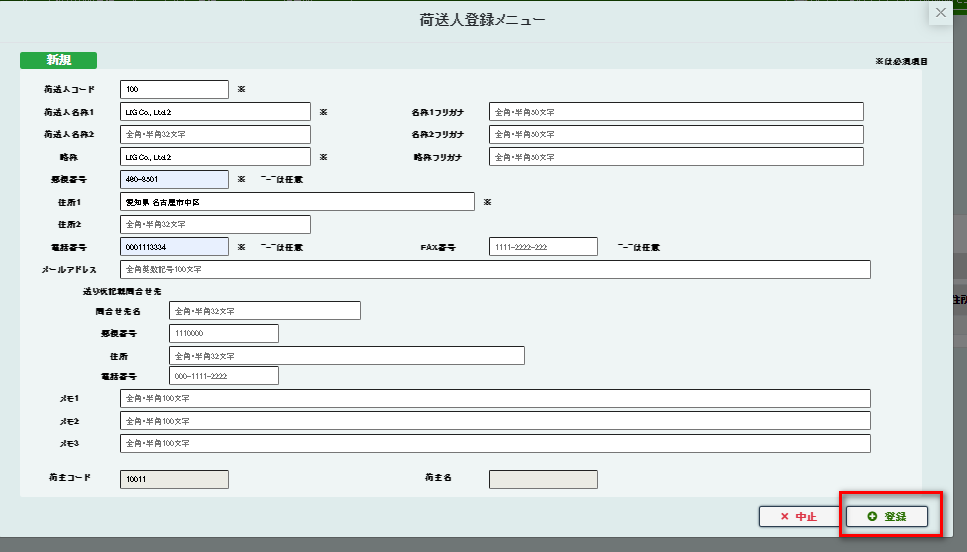 荷送人登録メニュー
×
新規
※は必須項目
荷送人コード 100 ※
荷送人名称1 LIG Co., Ltd.2 ※ 名称1フリガナ 全角・半角50文字
荷送人名称2 全角・半角32文字 名称2フリガナ 全角・半角50文字
略称 LIG Co., Ltd.2 ※ 略称フリガナ 全角・半角50文字
郵便番号 460-8501 ※ "-"は任意
住所1 愛知県 名古屋市中区 ※
住所2 全角・半角32文字
電話番号 0001113334 ※ "-"は任意 FAX番号 1111-2222-222 "-"は任意
メールアドレス 全角英数記号100文字
送り状記載問合せ先
問合せ先名 全角・半角32文字
郵便番号 1110000
住所 全角・半角32文字
電話番号 000-1111-2222
メモ1 全角・半角100文字
メモ2 全角・半角100文字
メモ3 全角・半角100文字
荷主コード 10011 荷主名
× 中止 登録
住所